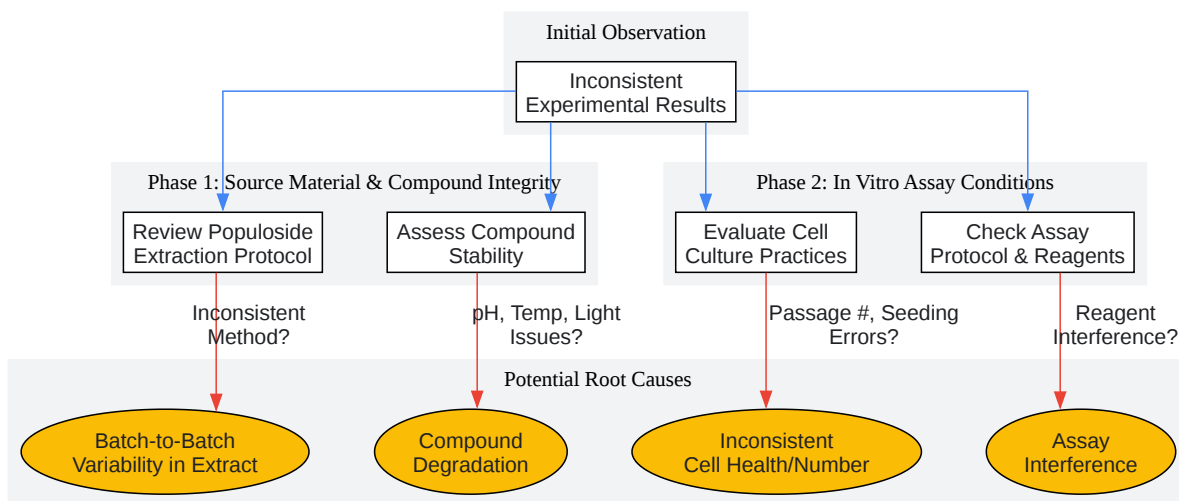 Initial Observation
Inconsistent
Experimental Results
Phase 1: Source Material & Compound Integrity
Phase 2: In Vitro Assay Conditions
Review Populoside
Extraction Protocol
Assess Compound
Stability
Evaluate Cell
Culture Practices
Check Assay
Protocol & Reagents
Inconsistent
Method?
pH, Temp, Light
Issues?
Passage #, Seeding
Errors?
Reagent
Interference?
Potential Root Causes
Batch-to-Batch
Variability in Extract
Compound
Degradation
Inconsistent
Cell Health/Number
Assay
Interference